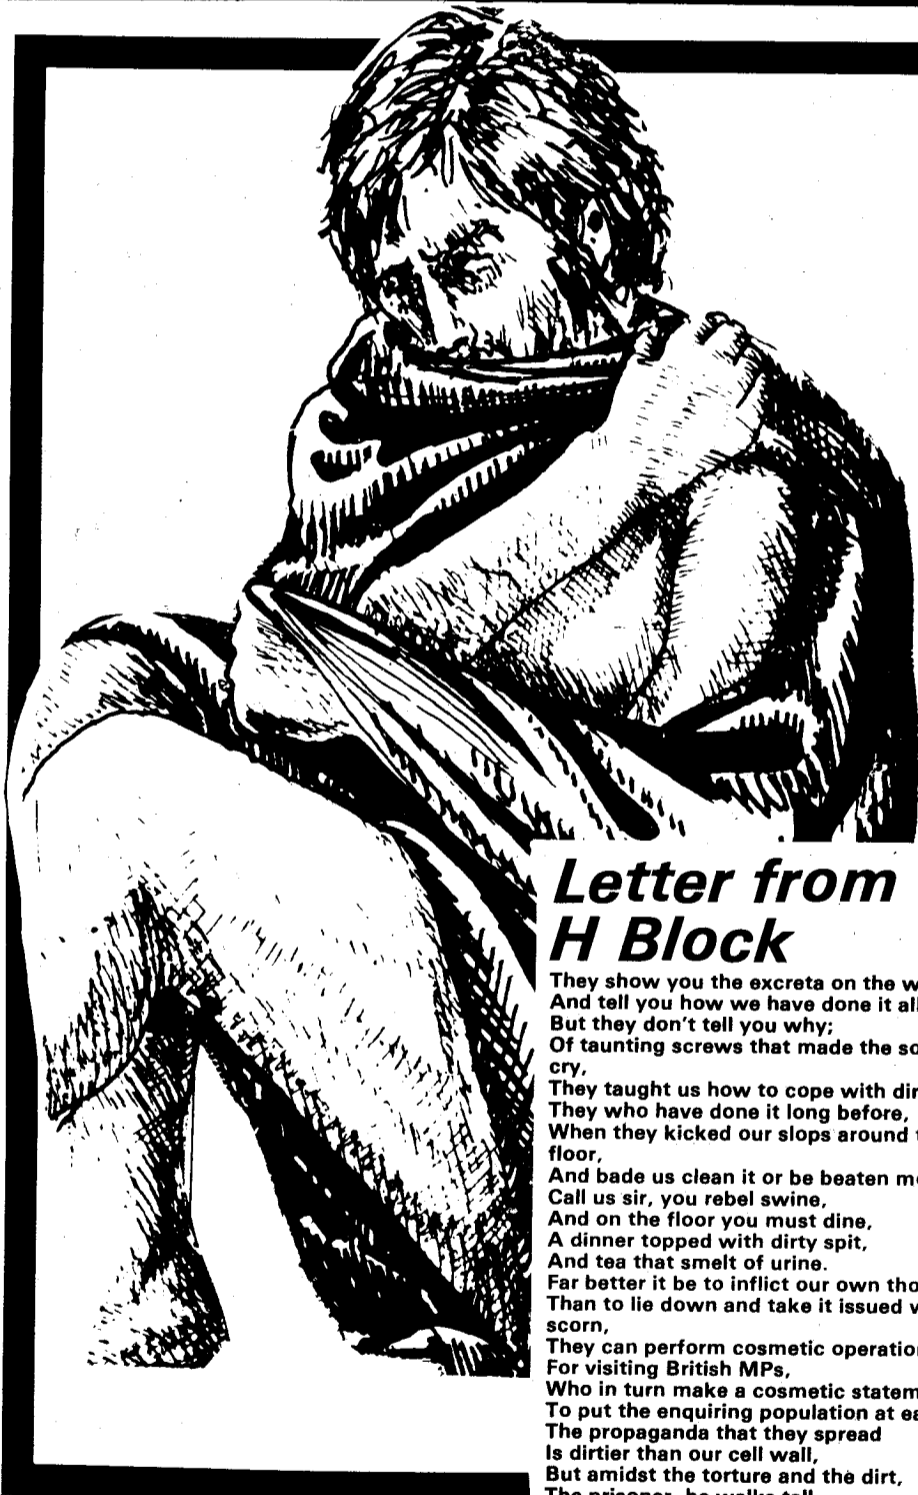 Letter from
H Block
They show you the excreta on the
And tell you how we have done it
But they don't tell you why;
Of taunting screws that made the
cry,
They taught us how to cope with
They who have done it long before,
When they kicked our slops around
floor,
And bade us clean it or be beaten
Call us sir, you rebel swine,
And on the floor you must dine,
A dinner topped with dirty spit,
And tea that smelt of urine.
Far better it be to inflict our own
Than to lie down and take it issued
scorn,
They can perform cosmetic
For visiting British MPs,
Who in turn make a cosmetic
To put the enquiring population at
The propaganda that they spread
Is dirtier than our cell wall,
But amidst the torture and the dirt,
The prisoner, he walks tall